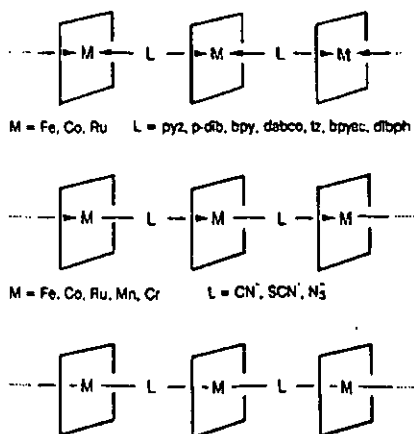 M L M L M
M = Fe, Co, Ru L = pyz, p-dib, bpy, dabco, tz, bpyac, dibph
M L M L M
M = Fe, Co, Ru, Mn, Cr L = CN⁻, SCN⁻, N₃⁻
M L M L M